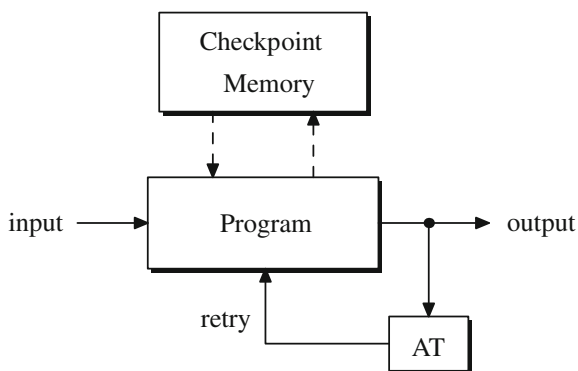 Checkpoint
Memory
input
Program
output
retry
AT